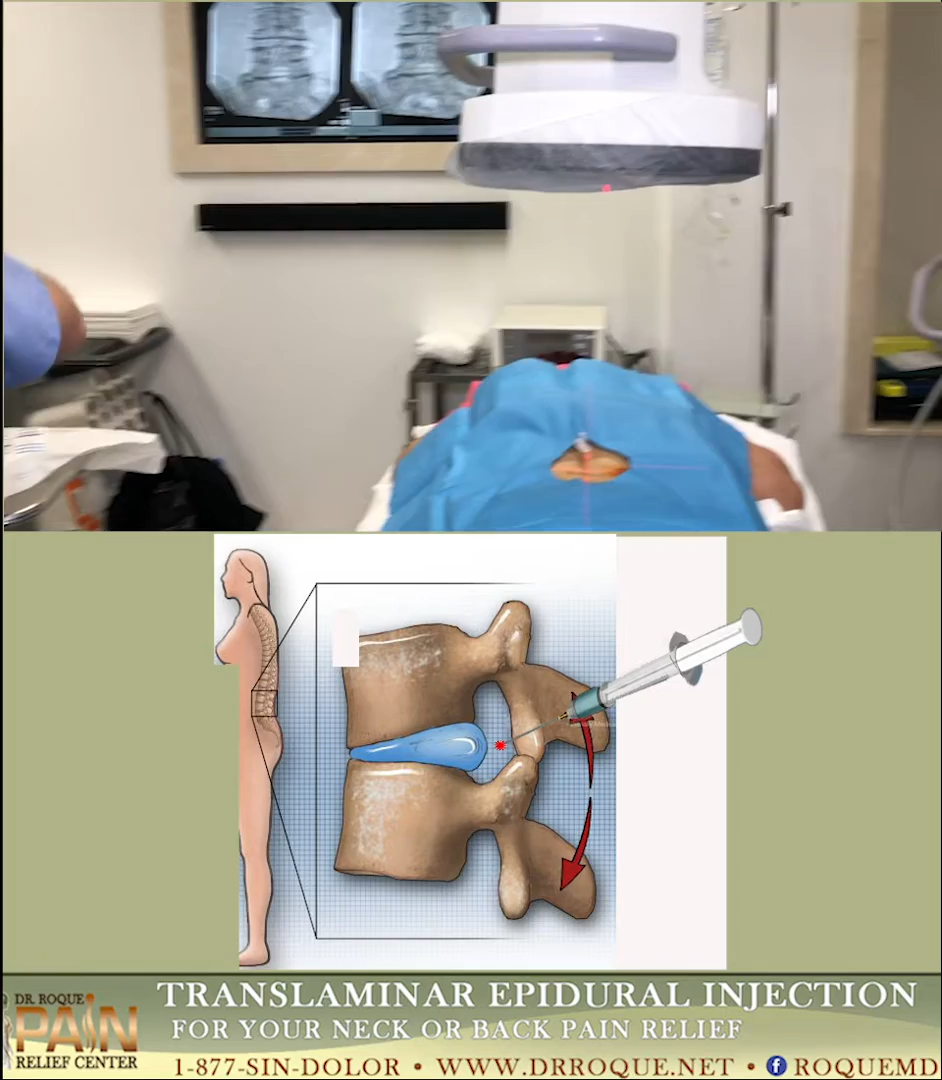 DR. ROQUE
PAIN
RELIEF CENTER
TRANSLAMINAR EPIDURAL INJECTION
FOR YOUR NECK OR BACK PAIN RELIEF
1-877-SIN-DOLOR • WWW.DRROQUE.NET • f ROQUEMD